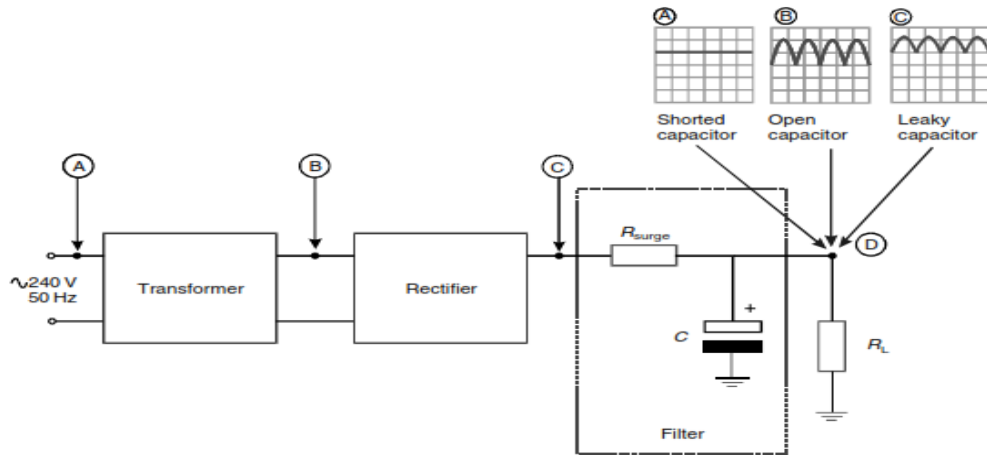 A
B
C
Shorted capacitor
Open capacitor
Leaky capacitor
A
B
C
D
∿240 V
50 Hz
Transformer
Rectifier
Rsurge
+
C
RL
Filter